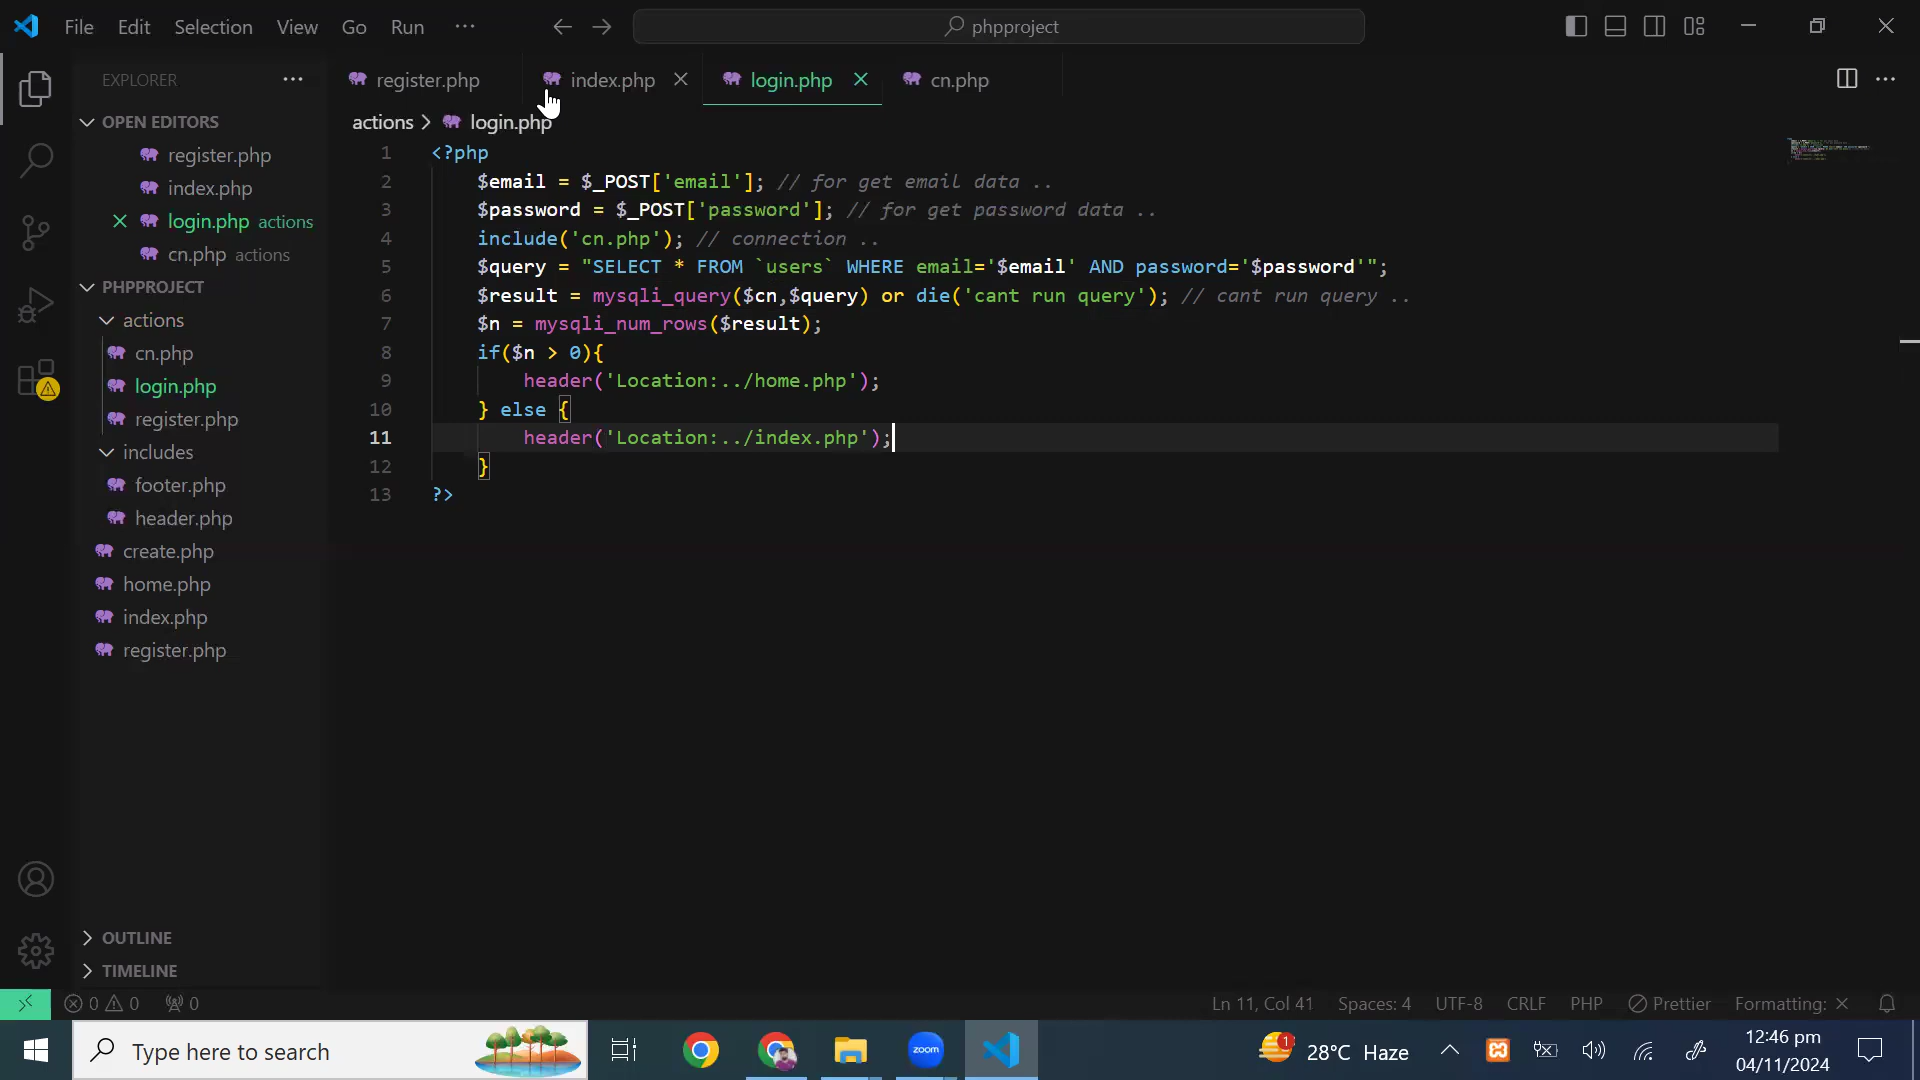 File Edit Selection View Go Run ··· phpproject
EXPLORER ···
OPEN EDITORS
register.php
index.php
login.php actions
cn.php actions
PHPPROJECT
actions
cn.php
login.php
register.php
includes
footer.php
header.php
create.php
home.php
index.php
register.php
OUTLINE
TIMELINE
register.php index.php login.php cn.php
actions > login.php
1 <?php
2 $email = $_POST['email']; // for get email data ..
3 $password = $_POST['password']; // for get password data ..
4 include('cn.php'); // connection ..
5 $query = "SELECT * FROM `users` WHERE email='$email' AND password='$password'";
6 $result = mysqli_query($cn,$query) or die('cant run query'); // cant run query ..
7 $n = mysqli_num_rows($result);
8 if($n > 0){
9 header('Location:../home.php');
10 } else {
11 header('Location:../index.php');
12 }
13 ?>
0 0 0 Ln 11, Col 41 Spaces: 4 UTF-8 CRLF PHP Prettier Formatting: ×
Type here to search zoom 1 28°C Haze 12:46 pm
04/11/2024